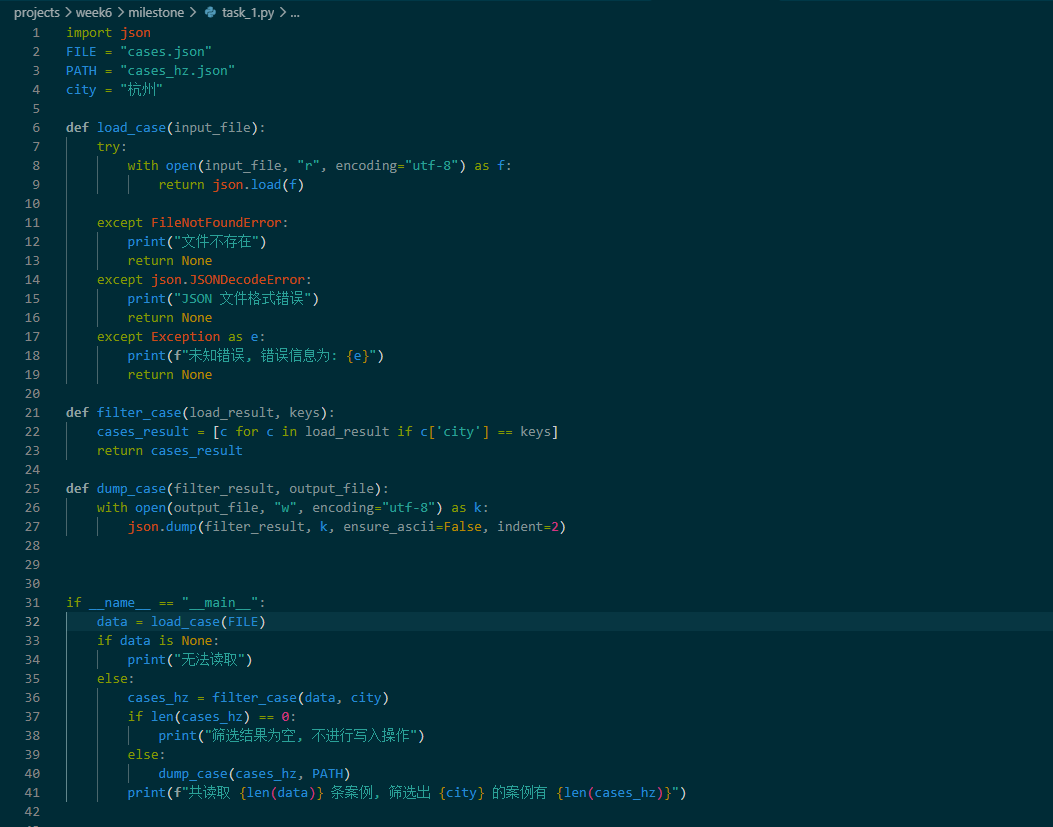 projects > week6 > milestone > task_1.py > ...
1 import json
2 FILE = "cases.json"
3 PATH = "cases_hz.json"
4 city = "杭州"
5
6 def load_case(input_file):
7     try:
8         with open(input_file, "r", encoding="utf-8") as f:
9             return json.load(f)
10
11     except FileNotFoundError:
12         print("文件不存在")
13         return None
14     except json.JSONDecodeError:
15         print("JSON 文件格式错误")
16         return None
17     except Exception as e:
18         print(f"未知错误, 错误信息为: {e}")
19         return None
20
21 def filter_case(load_result, keys):
22     cases_result = [c for c in load_result if c['city'] == keys]
23     return cases_result
24
25 def dump_case(filter_result, output_file):
26     with open(output_file, "w", encoding="utf-8") as k:
27         json.dump(filter_result, k, ensure_ascii=False, indent=2)
28
29
30
31 if __name__ == "__main__":
32     data = load_case(FILE)
33     if data is None:
34         print("无法读取")
35     else:
36         cases_hz = filter_case(data, city)
37         if len(cases_hz) == 0:
38             print("筛选结果为空, 不进行写入操作")
39         else:
40             dump_case(cases_hz, PATH)
41         print(f"共读取 {len(data)} 条案例, 筛选出 {city} 的案例有 {len(cases_hz)}")
42